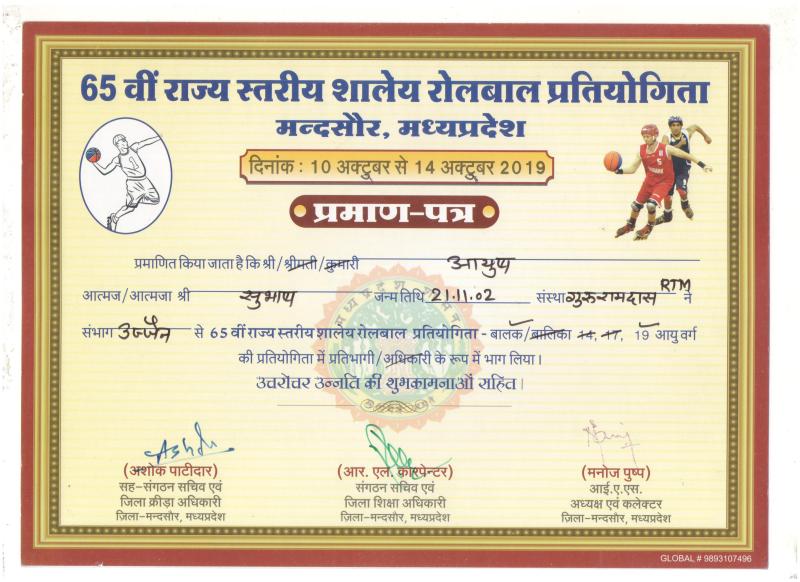 65 वीं राज्य स्तरीय शालेय रोलबाल प्रतियोगिता
मन्दसौर, मध्यप्रदेश
दिनांक : 10 अक्टूबर से 14 अक्टूबर 2019
प्रमाण-पत्र
प्रमाणित किया जाता है कि श्री/श्रीमती/कुमारी आयुष
आत्मज/आत्मजा श्री सुभाष जन्मतिथि 21.11.02 संस्था गुरुरामदास RTM ने
संभाग उज्जैन से 65 वीं राज्य स्तरीय शालेय रोलबाल प्रतियोगिता - बालक/बालिका 14, 17, 19 आयु वर्ग
की प्रतियोगिता में प्रतिभागी/अधिकारी के रूप में भाग लिया।
उत्तरोत्तर उन्नति की शुभकामनाओं सहित।
(अशोक पाटीदार) (आर. एल. कारपेन्टर) (मनोज पुष्प)
सह-संगठन सचिव एवं संगठन सचिव एवं आई.ए.एस.
जिला क्रीड़ा अधिकारी जिला शिक्षा अधिकारी अध्यक्ष एवं कलेक्टर
ज़िला-मन्दसौर, मध्यप्रदेश ज़िला-मन्दसौर, मध्यप्रदेश ज़िला-मन्दसौर, मध्यप्रदेश
GLOBAL # 9893107496